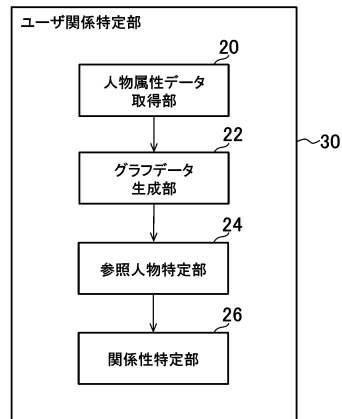 ユーザ関係特定部
20
人物属性データ
取得部
30
22
グラフデータ
生成部
24
参照人物特定部
26
関係性特定部